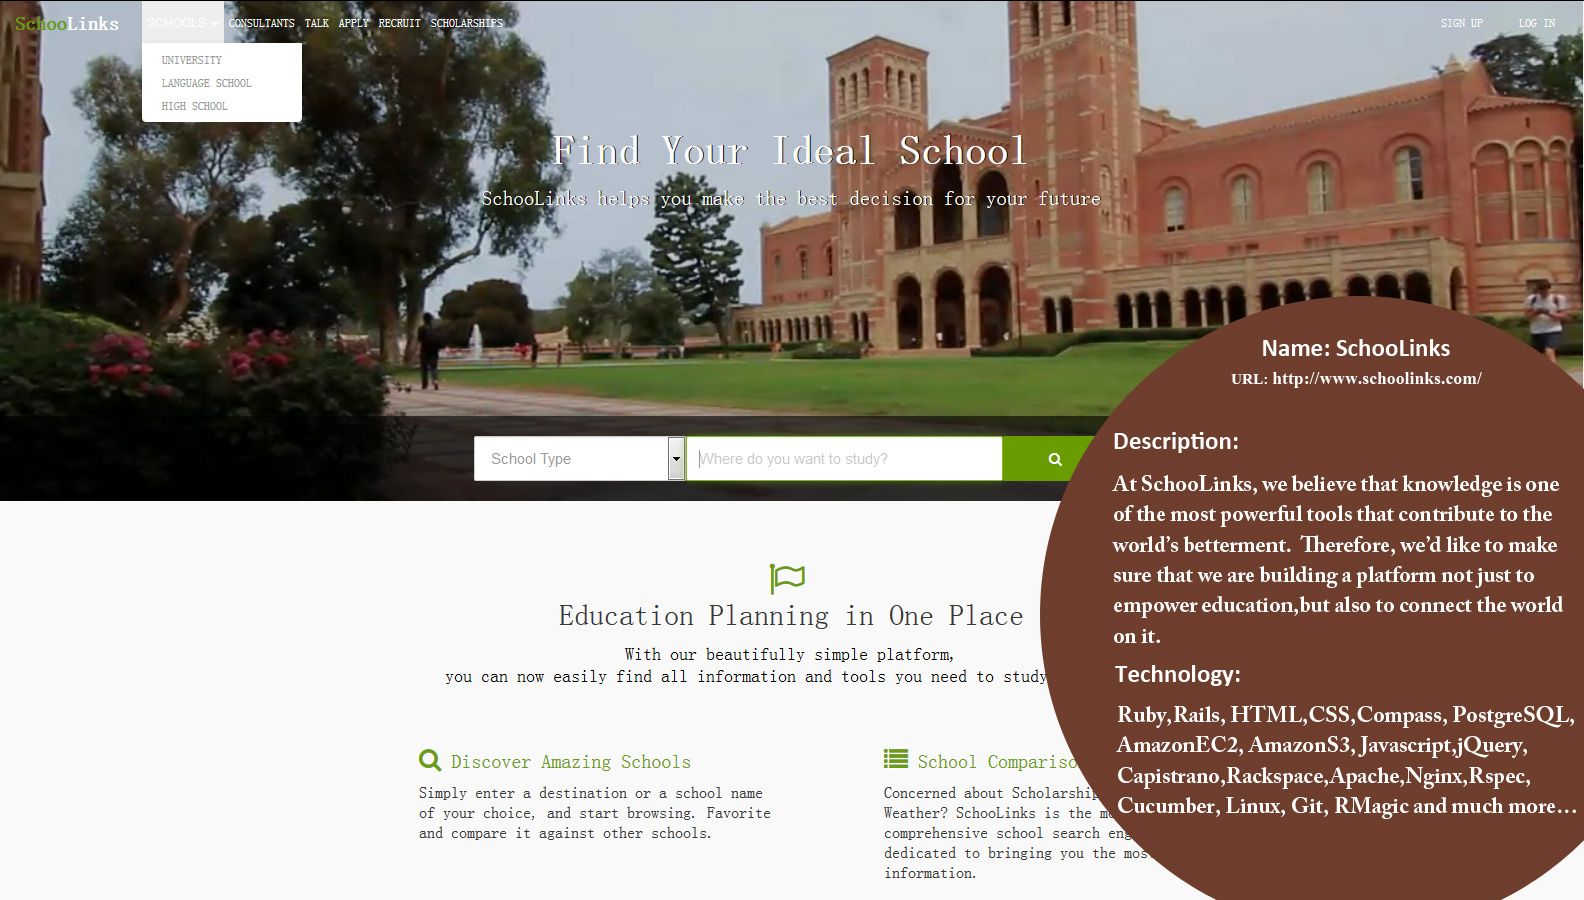 SchooLinks SCHOOLS CONSULTANTS TALK APPLY RECRUIT SCHOLARSHIPS SIGN UP LOG IN
UNIVERSITY
LANGUAGE SCHOOL
HIGH SCHOOL
Find Your Ideal School
SchooLinks helps you make the best decision for your future
School Type Where do you want to study?
Education Planning in One Place
With our beautifully simple platform,
you can now easily find all information and tools you need to study
Discover Amazing Schools
Simply enter a destination or a school name
of your choice, and start browsing. Favorite
and compare it against other schools.
School Compariso
Concerned about Scholarship
Weather? SchooLinks is the mo
comprehensive school search eng
dedicated to bringing you the most
information.
Name: SchooLinks
URL: http://www.schoolinks.com/
Description:
At SchooLinks, we believe that knowledge is one
of the most powerful tools that contribute to the
world’s betterment. Therefore, we’d like to make
sure that we are building a platform not just to
empower education,but also to connect the world
on it.
Technology:
Ruby,Rails, HTML,CSS,Compass, PostgreSQL,
AmazonEC2, AmazonS3, Javascript,jQuery,
Capistrano,Rackspace,Apache,Nginx,Rspec,
Cucumber, Linux, Git, RMagic and much more...